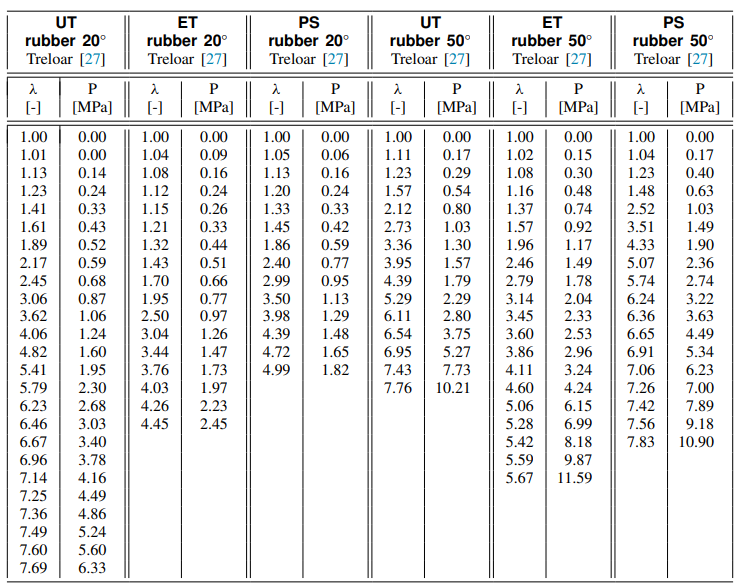 UT ET PS UT ET PS
rubber 20° rubber 20° rubber 20° rubber 50° rubber 50° rubber 50°
Treloar [27] Treloar [27] Treloar [27] Treloar [27] Treloar [27] Treloar [27]
λ P λ P λ P λ P λ P λ P
[-] [MPa] [-] [MPa] [-] [MPa] [-] [MPa] [-] [MPa] [-] [MPa]
1.00 0.00 1.00 0.00 1.00 0.00 1.00 0.00 1.00 0.00 1.00 0.00
1.01 0.00 1.04 0.09 1.05 0.06 1.11 0.17 1.02 0.15 1.04 0.17
1.13 0.14 1.08 0.16 1.13 0.16 1.23 0.29 1.08 0.30 1.23 0.40
1.23 0.24 1.12 0.24 1.20 0.24 1.57 0.54 1.16 0.48 1.48 0.63
1.41 0.33 1.15 0.26 1.33 0.33 2.12 0.80 1.37 0.74 2.52 1.03
1.61 0.43 1.21 0.33 1.45 0.42 2.73 1.03 1.57 0.92 3.51 1.49
1.89 0.52 1.32 0.44 1.86 0.59 3.36 1.30 1.96 1.17 4.33 1.90
2.17 0.59 1.43 0.51 2.40 0.77 3.95 1.57 2.46 1.49 5.07 2.36
2.45 0.68 1.70 0.66 2.99 0.95 4.39 1.79 2.79 1.78 5.74 2.74
3.06 0.87 1.95 0.77 3.50 1.13 5.29 2.29 3.14 2.04 6.24 3.22
3.62 1.06 2.50 0.97 3.98 1.29 6.11 2.80 3.45 2.33 6.36 3.63
4.06 1.24 3.04 1.26 4.39 1.48 6.54 3.75 3.60 2.53 6.65 4.49
4.82 1.60 3.44 1.47 4.72 1.65 6.95 5.27 3.86 2.96 6.91 5.34
5.41 1.95 3.76 1.73 4.99 1.82 7.43 7.73 4.11 3.24 7.06 6.23
5.79 2.30 4.03 1.97 7.76 10.21 4.60 4.24 7.26 7.00
6.23 2.68 4.26 2.23 5.06 6.15 7.42 7.89
6.46 3.03 4.45 2.45 5.28 6.99 7.56 9.18
6.67 3.40 5.42 8.18 7.83 10.90
6.96 3.78 5.59 9.87
7.14 4.16 5.67 11.59
7.25 4.49
7.36 4.86
7.49 5.24
7.60 5.60
7.69 6.33